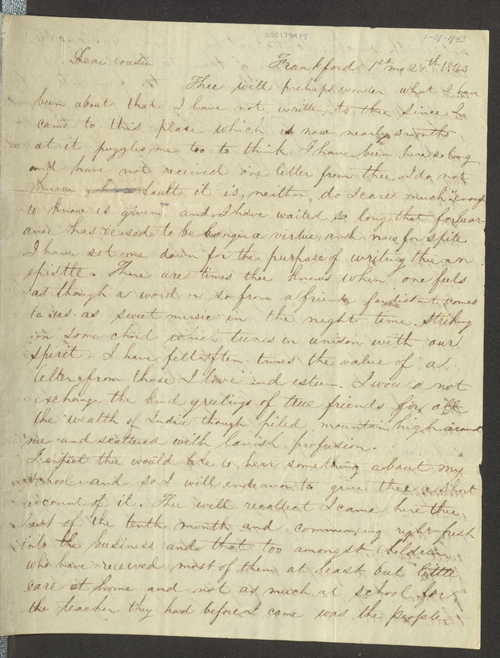 1-28-1843
Dear Cousin Frankford 1st mo 28th 1843
Thee will perhaps wonder what I have
been about that I have not written to thee since I
came to this place which is now nearly 3 months
at it puzzles me too to think I have been here so long
and have not received one letter from thee I do not
know fault it is, neither do I care much "enough
to know is given" and I have waited so long that forbear-
ance has ceased to be longer a virtue and now for spite
I have set me down for the purpose of writing thee an
epistle. There are times thee knows when one feels
as though a word or so from a friend far distant comes
to us as sweet music in the night time. Striking
on some chord which tunes in unison with our
spirit. I have felt often times the value of a
letter from those I love and esteem. I would not
exchange the kind greetings of true friends for all
the wealth of India though piled mountain high around
me and scattered with lavish profusion.
I expect thee would like to hear something about my
school and so I will endeavor to give thee a short
account of it. Thee will recollect I came here the
last of the tenth month and commencing right fresh
into the business and that too amongst children
who have received most of them at least but little
care at home and not as much at school for
the teacher they had before I came was the people